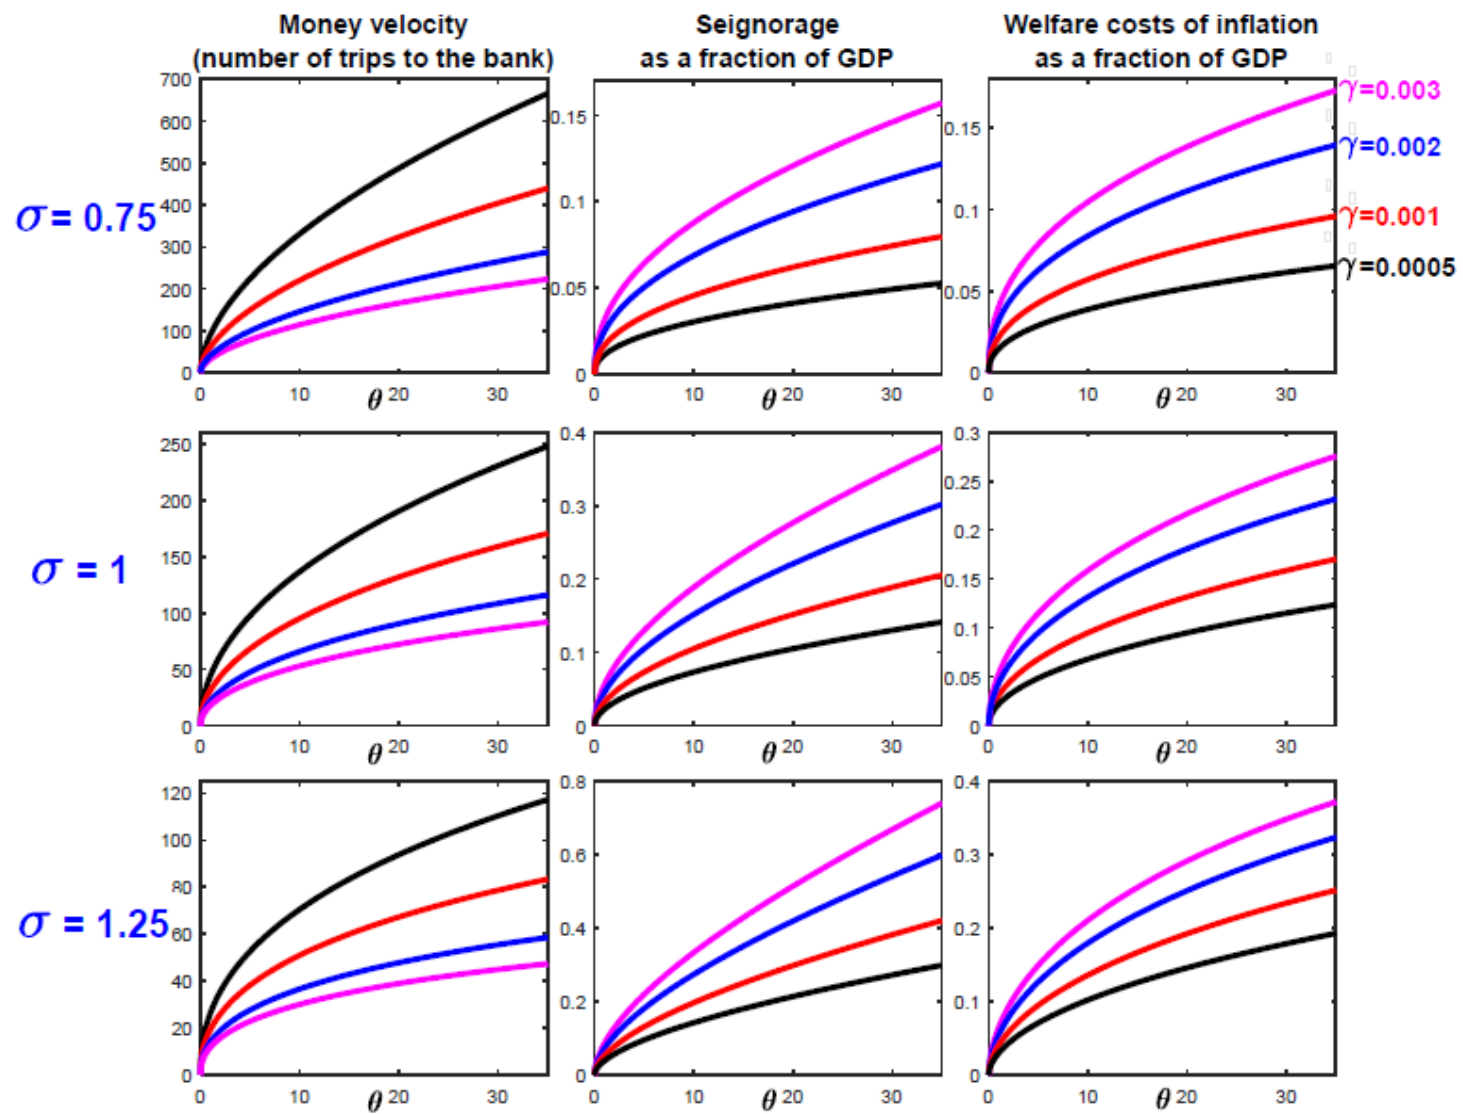 Money velocity
(number of trips to the bank)
Seignorage
as a fraction of GDP
Welfare costs of inflation
as a fraction of GDP
σ = 0.75
700
600
500
400
300
200
100
0
0 10 θ 20 30
0.15
0.1
0.05
0
0 10 θ 20 30
0.15
0.1
0.05
0
0 10 θ 20 30
γ=0.003
γ=0.002
γ=0.001
γ=0.0005
σ = 1
250
200
150
100
50
0
0 10 θ 20 30
0.4
0.3
0.2
0.1
0
0 10 θ 20 30
0.3
0.25
0.2
0.15
0.1
0.05
0
0 10 θ 20 30
σ = 1.25
120
100
80
60
40
20
0
0 10 θ 20 30
0.8
0.6
0.4
0.2
0
0 10 θ 20 30
0.4
0.3
0.2
0.1
0
0 10 θ 20 30